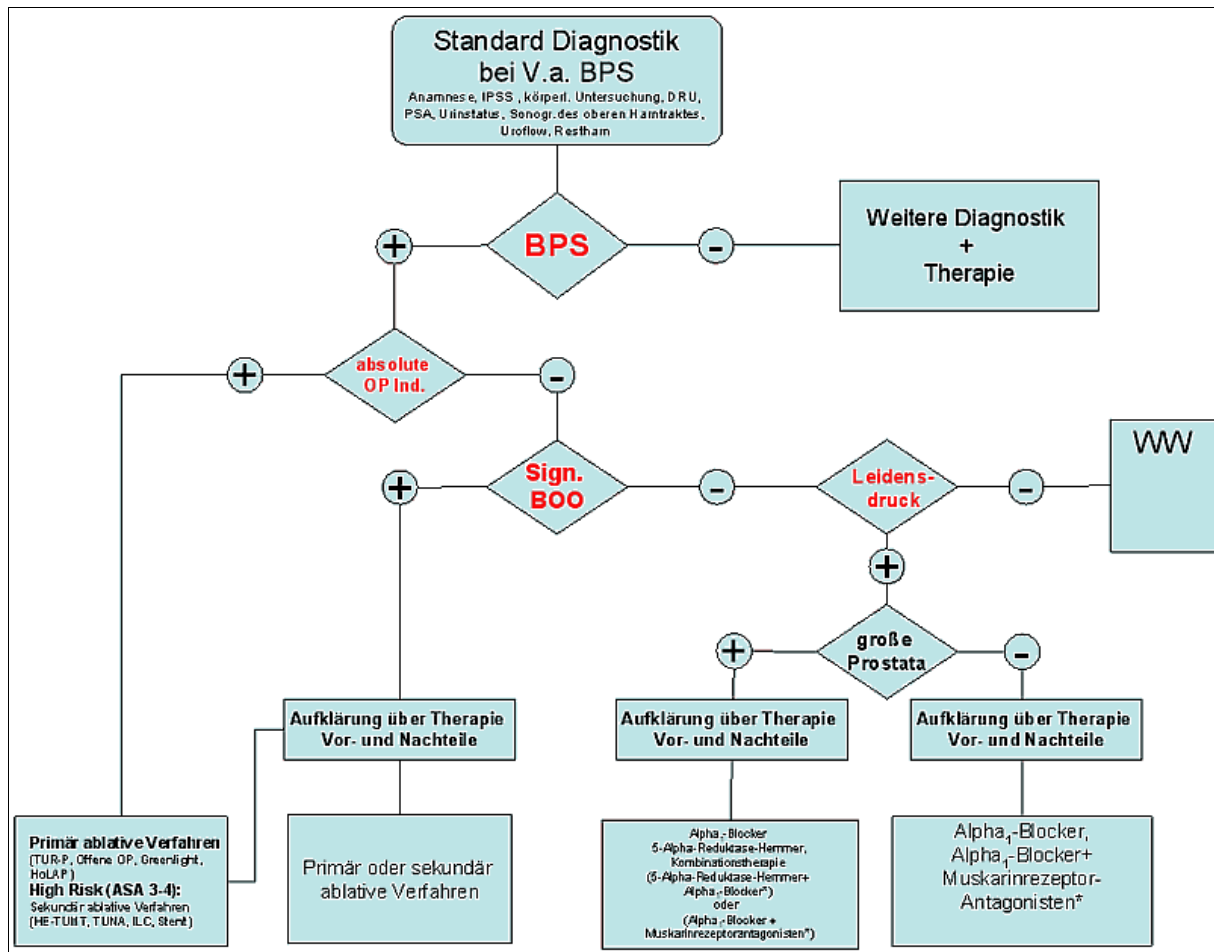 Standard Diagnostik
bei V.a. BPS
Anamnese, IPSS , körperl. Untersuchung, DRU,
PSA, Urinstatus, Sonogr.des oberen Harntraktes,
Uroflow, Restharn
BPS
+
-
Weitere Diagnostik
+
Therapie
absolute
OP Ind.
+
-
Sign.
BOO
+
-
Leidens-
druck
-
WW
+
große
Prostata
+
-
Aufklärung über Therapie
Vor- und Nachteile
Aufklärung über Therapie
Vor- und Nachteile
Aufklärung über Therapie
Vor- und Nachteile
Primär ablative Verfahren
(TUR-P, Offene OP, Greenlight,
HoLAP)
High Risk (ASA 3-4):
Sekundär ablative Verfahren
(HE-TUMT, TUNA, ILC, Stent)
Primär oder sekundär
ablative Verfahren
Alpha₁-Blocker
5-Alpha-Reduktase-Hemmer,
Kombinationstherapie
(5-Alpha-Reduktase-Hemmer+
Alpha₁-Blocker*)
oder
(Alpha₁-Blocker +
Muskarinrezeptorantagonisten*)
Alpha₁-Blocker,
Alpha₁-Blocker+
Muskarinrezeptor-
Antagonisten*